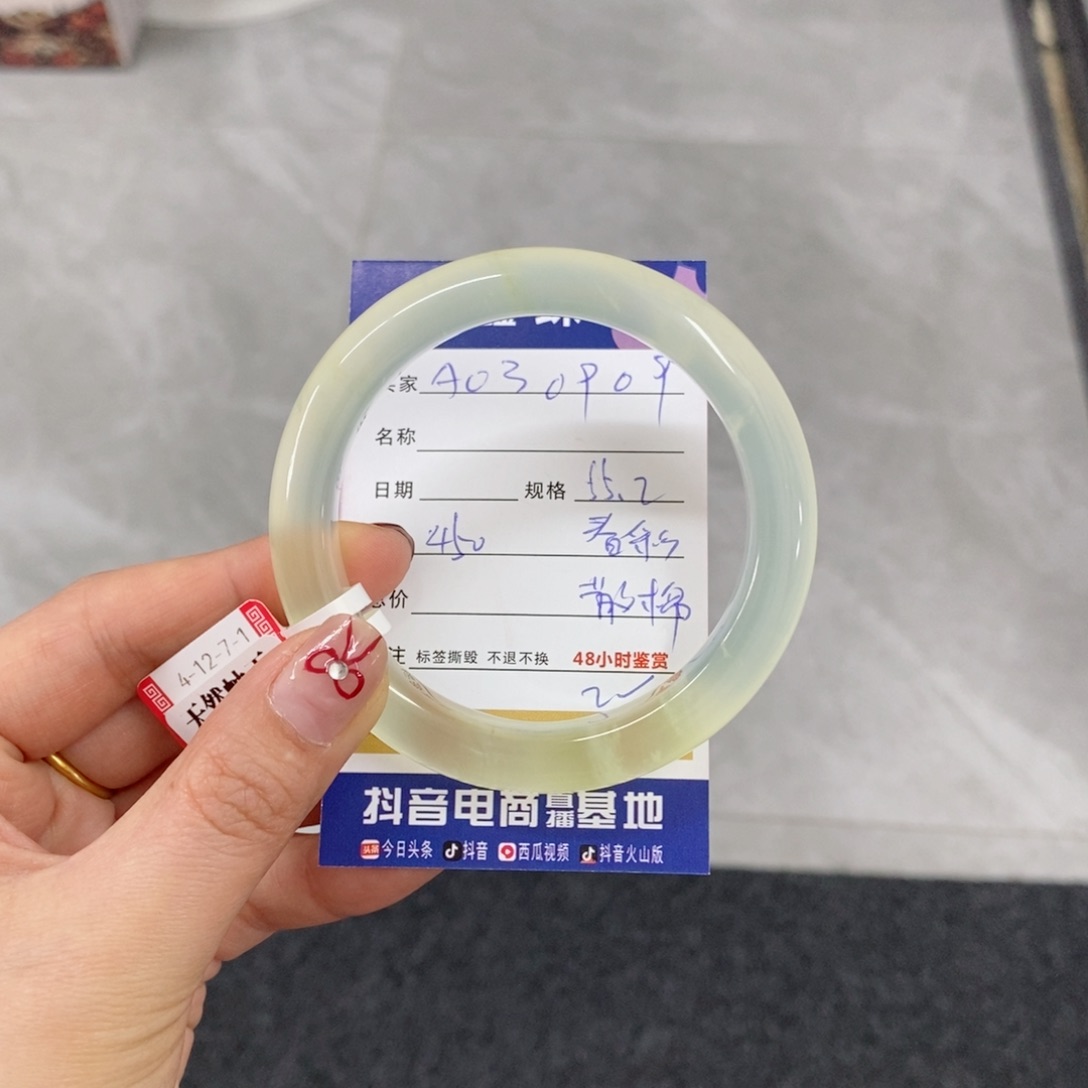 家 A030909
名称
日期 规格 55.2
450 春彩
价 散棉
注 标签撕毁 不退不换 48小时鉴赏
4-12-7-1
天然
抖音电商直播基地
今日头条 抖音 西瓜视频 抖音火山版